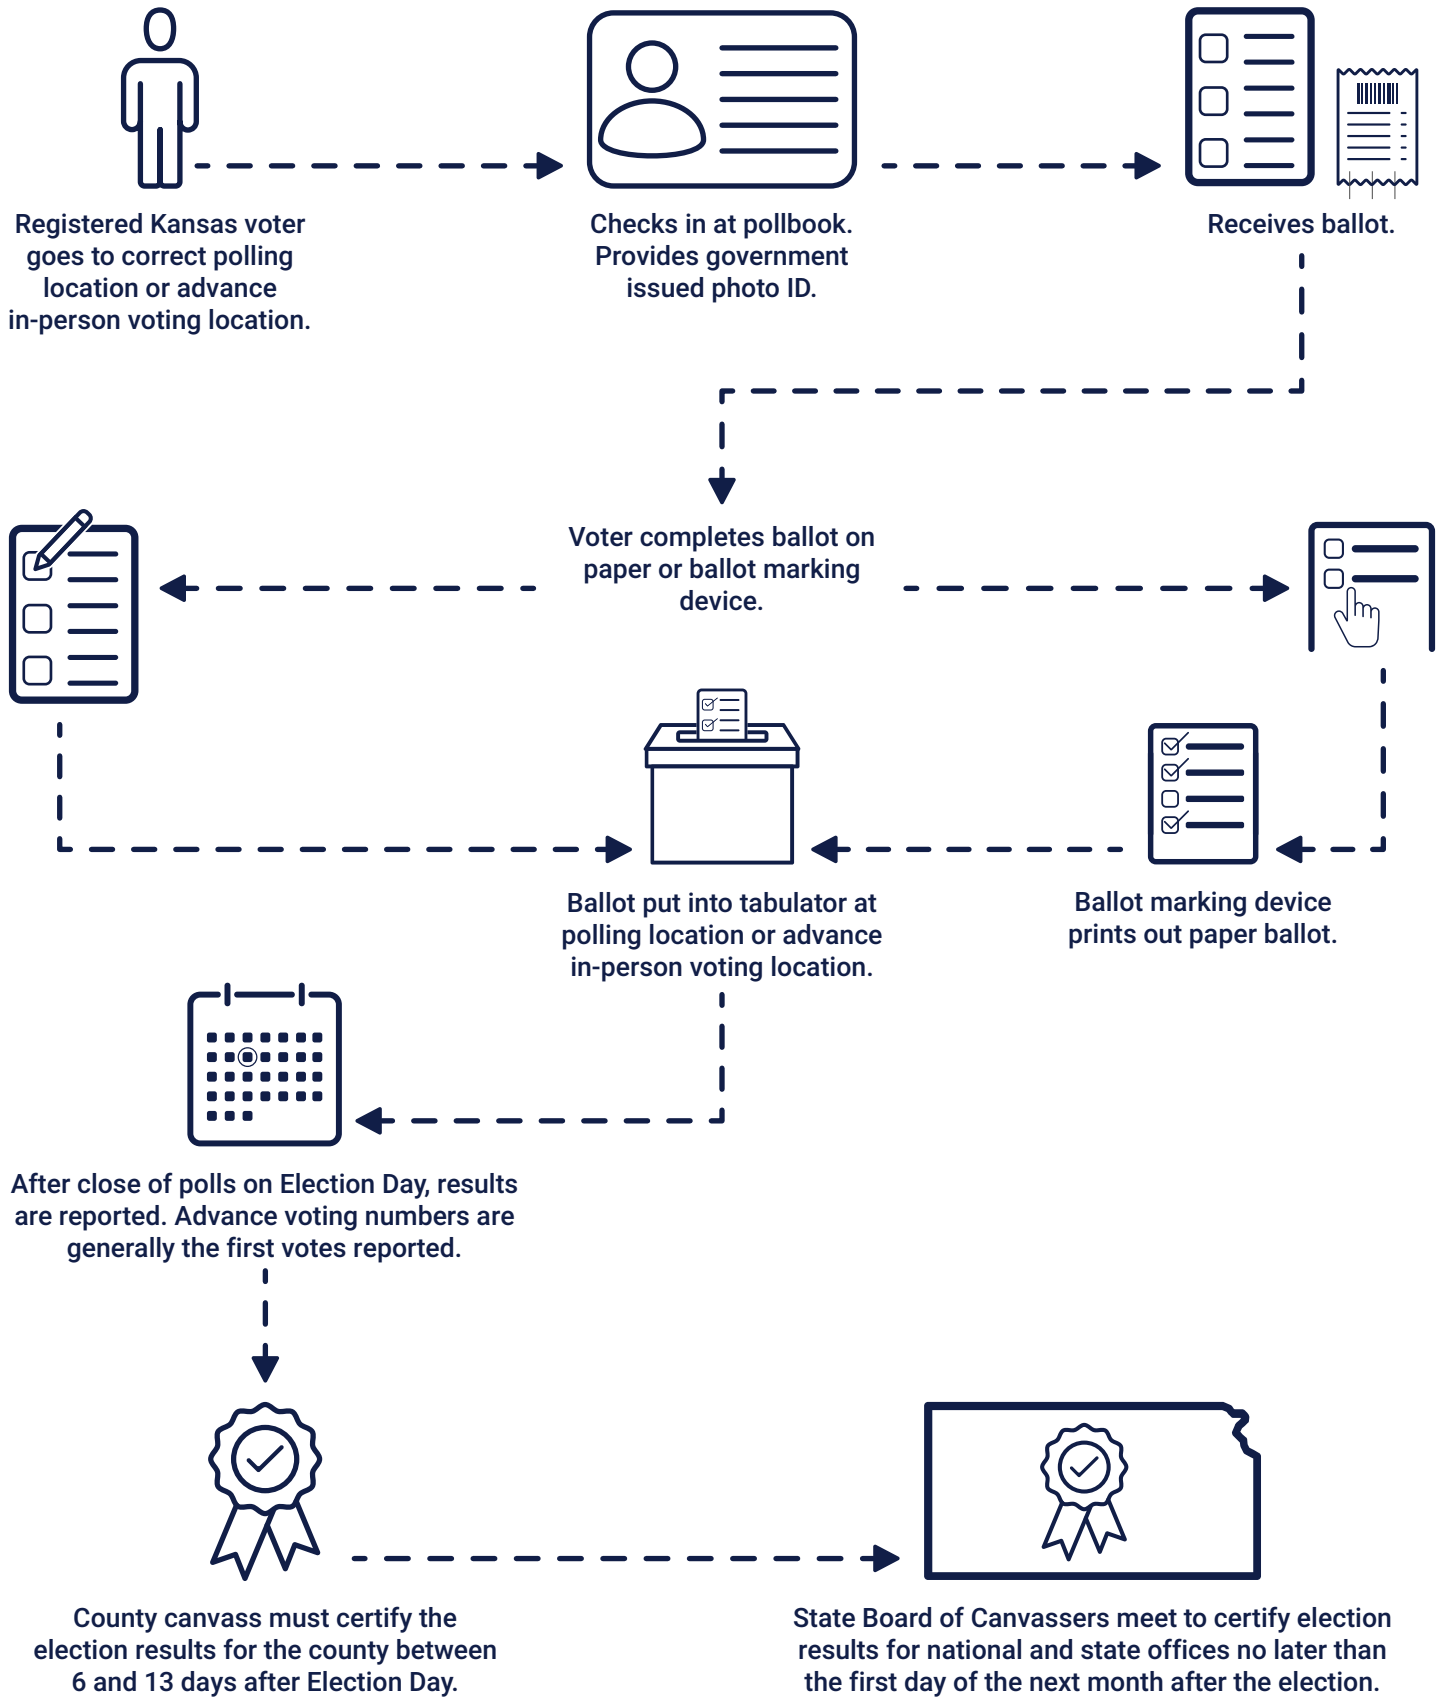 Registered Kansas voter
goes to correct polling
location or advance
in-person voting location.
Checks in at pollbook.
Provides government
issued photo ID.
Receives ballot.
Voter completes ballot on
paper or ballot marking
device.
Ballot put into tabulator at
polling location or advance
in-person voting location.
Ballot marking device
prints out paper ballot.
After close of polls on Election Day, results
are reported. Advance voting numbers are
generally the first votes reported.
County canvass must certify the
election results for the county between
6 and 13 days after Election Day.
State Board of Canvassers meet to certify election
results for national and state offices no later than
the first day of the next month after the election.